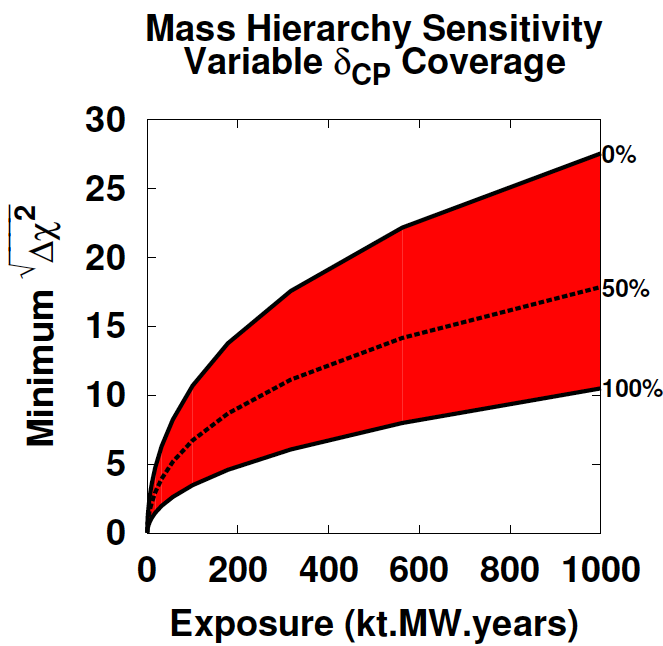 Mass Hierarchy Sensitivity
Variable δCP Coverage
Minimum √Δχ²
30
25
20
15
10
5
0
0%
50%
100%
0 200 400 600 800 1000
Exposure (kt.MW.years)